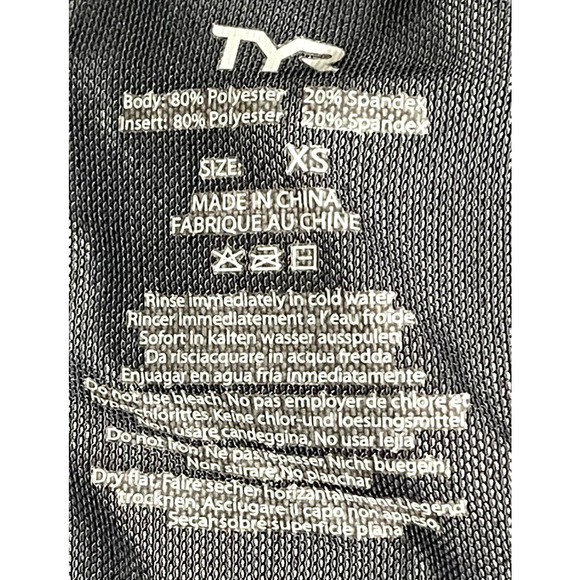 TYR
Body: 80% Polyester 20% Spandex
Insert: 80% Polyester 20% Spandex
SIZE: XS
MADE IN CHINA
FABRIQUE AU CHINE
Rinse immediately in cold water
Rincer immediatement a l'eau froide
Sofort in kalten wasser ausspulen
Da risciacquare in acqua fredda
Enjuagar en agua fría inmediatamente
Do not use bleach. No pas employer de chlore et
chlorittes. Keine chlor-und loesungsmittel
usare candeggina. No usar lejia
Do not iron. Ne pas repasser. Nicht buegeln
Non stirare. No planchar
Dry flat. Faire sechen horizontal
trocknen. Asciugare il capo non appeso.
Secar sobre superficie plana